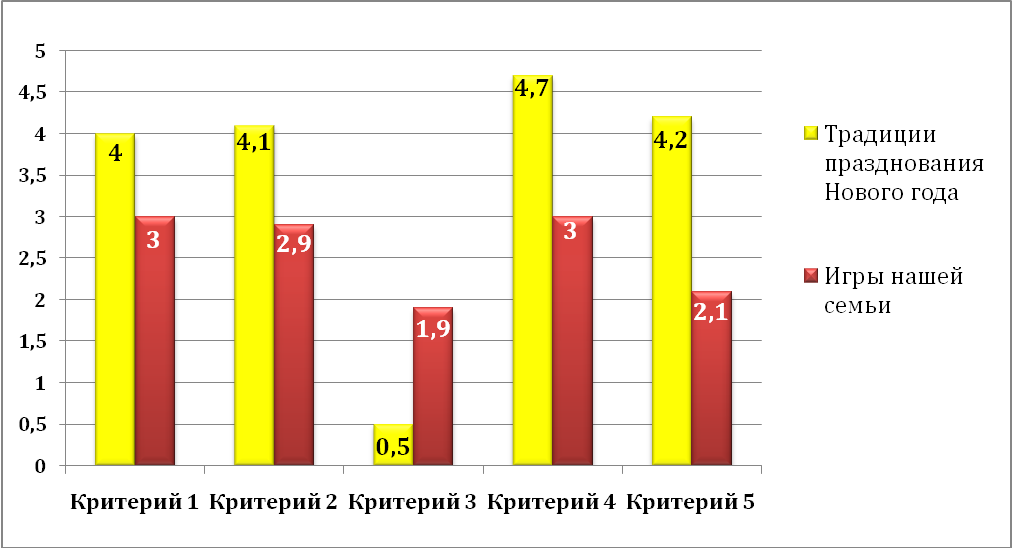 5
4,5
4
3,5
3
2,5
2
1,5
1
0,5
0
4
3
4,1
2,9
0,5
1,9
4,7
3
4,2
2,1
Критерий 1
Критерий 2
Критерий 3
Критерий 4
Критерий 5
Традиции
празднования
Нового года
Игры нашей
семьи